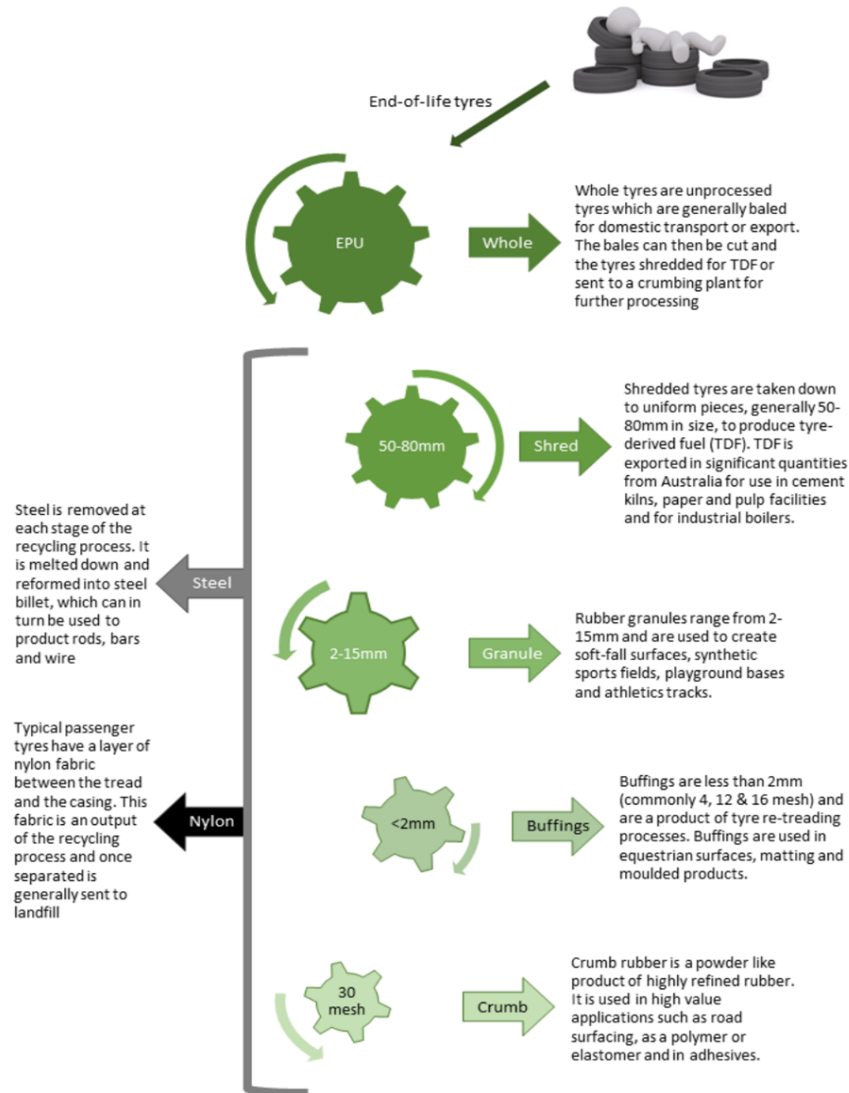 End-of-life tyres
EPU
Whole
Whole tyres are unprocessed
tyres which are generally baled
for domestic transport or export.
The bales can then be cut and
the tyres shredded for TDF or
sent to a crumbing plant for
further processing
50-80mm
Shred
Shredded tyres are taken down
to uniform pieces, generally 50-
80mm in size, to produce tyre-
derived fuel (TDF). TDF is
exported in significant quantities
from Australia for use in cement
kilns, paper and pulp facilities
and for industrial boilers.
Steel is removed at
each stage of the
recycling process. It
is melted down and
reformed into steel
billet, which can in
turn be used to
product rods, bars
and wire
Steel
2-15mm
Granule
Rubber granules range from 2-
15mm and are used to create
soft-fall surfaces, synthetic
sports fields, playground bases
and athletics tracks.
Typical passenger
tyres have a layer of
nylon fabric
between the tread
and the casing. This
fabric is an output
of the recycling
process and once
separated is
generally sent to
landfill
Nylon
<2mm
Buffings
Buffings are less than 2mm
(commonly 4, 12 & 16 mesh) and
are a product of tyre re-treading
processes. Buffings are used in
equestrian surfaces, matting and
moulded products.
30
mesh
Crumb
Crumb rubber is a powder like
product of highly refined rubber.
It is used in high value
applications such as road
surfacing, as a polymer or
elastomer and in adhesives.